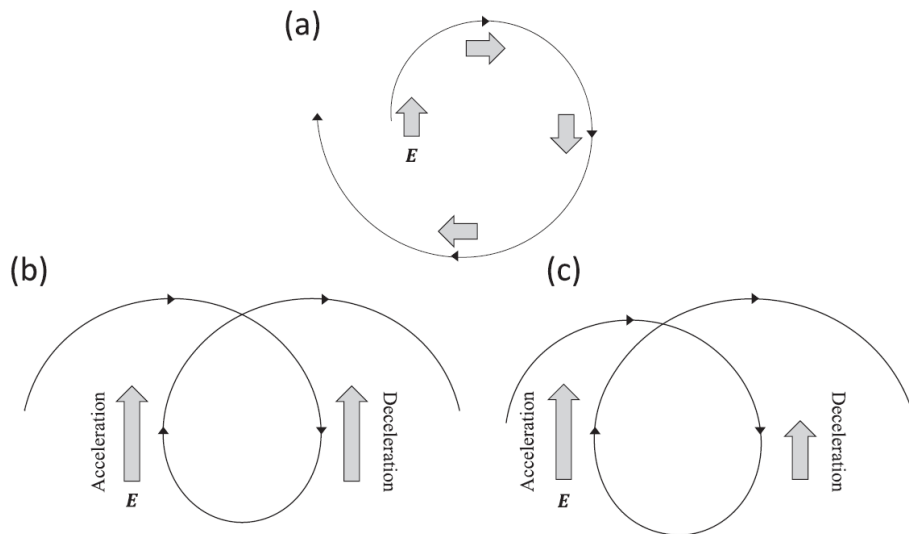 (a)
E
(b)
Acceleration
E
Deceleration
(c)
Acceleration
E
Deceleration